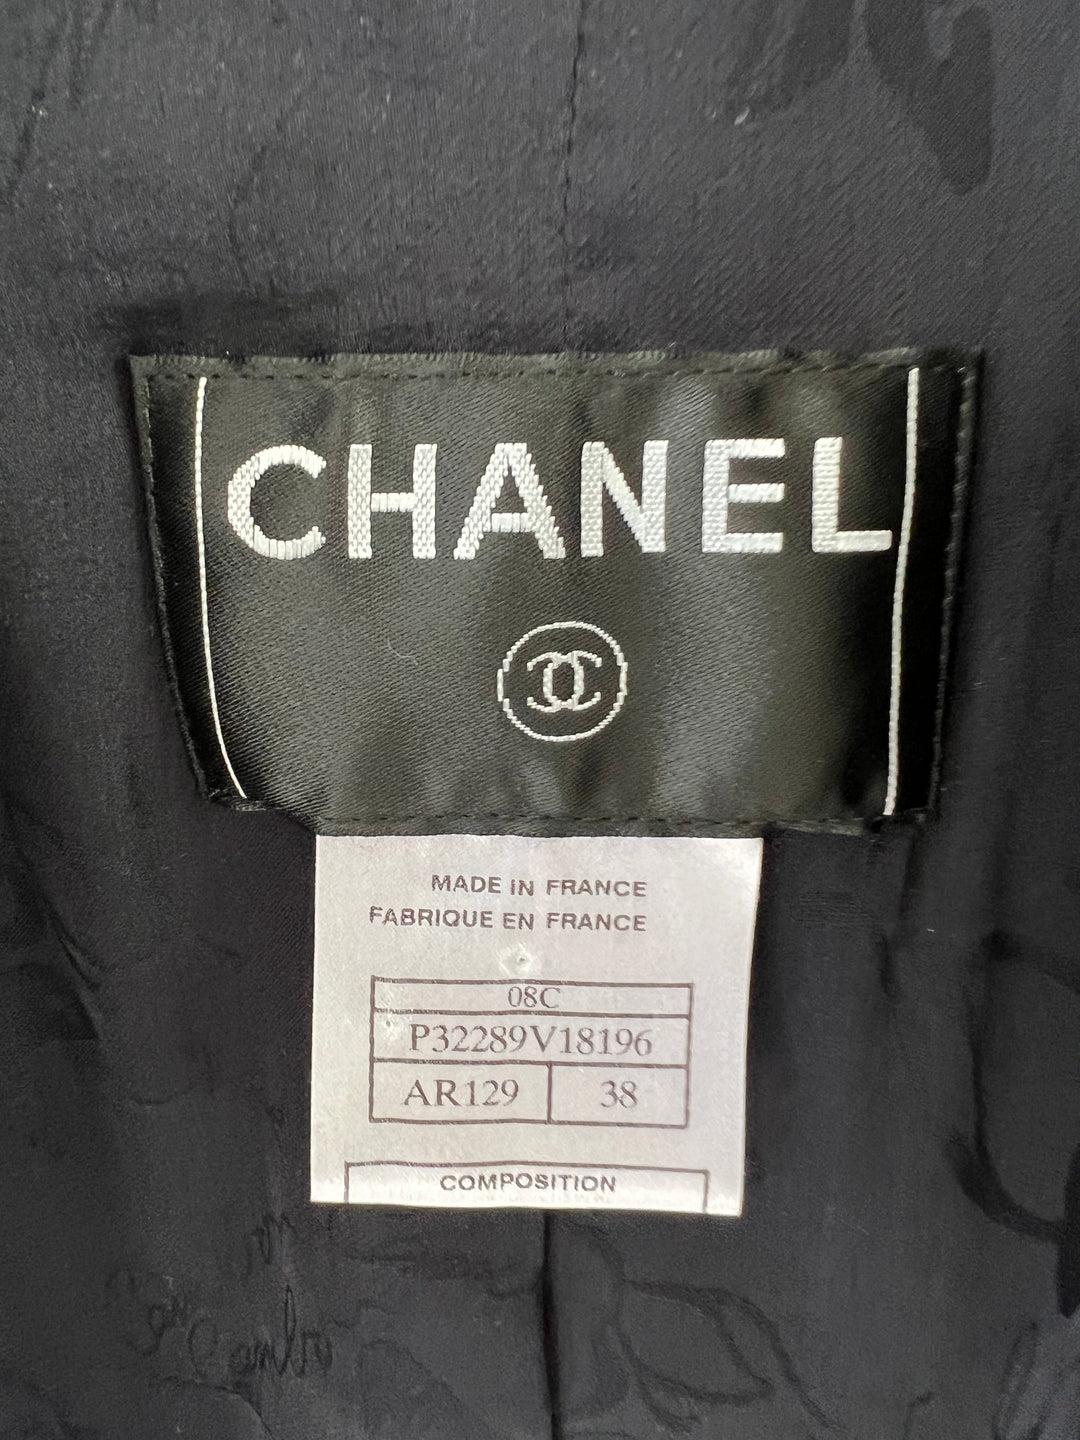 CHANEL
MADE IN FRANCE
FABRIQUE EN FRANCE
08C
P32289V18196
AR129 38
COMPOSITION